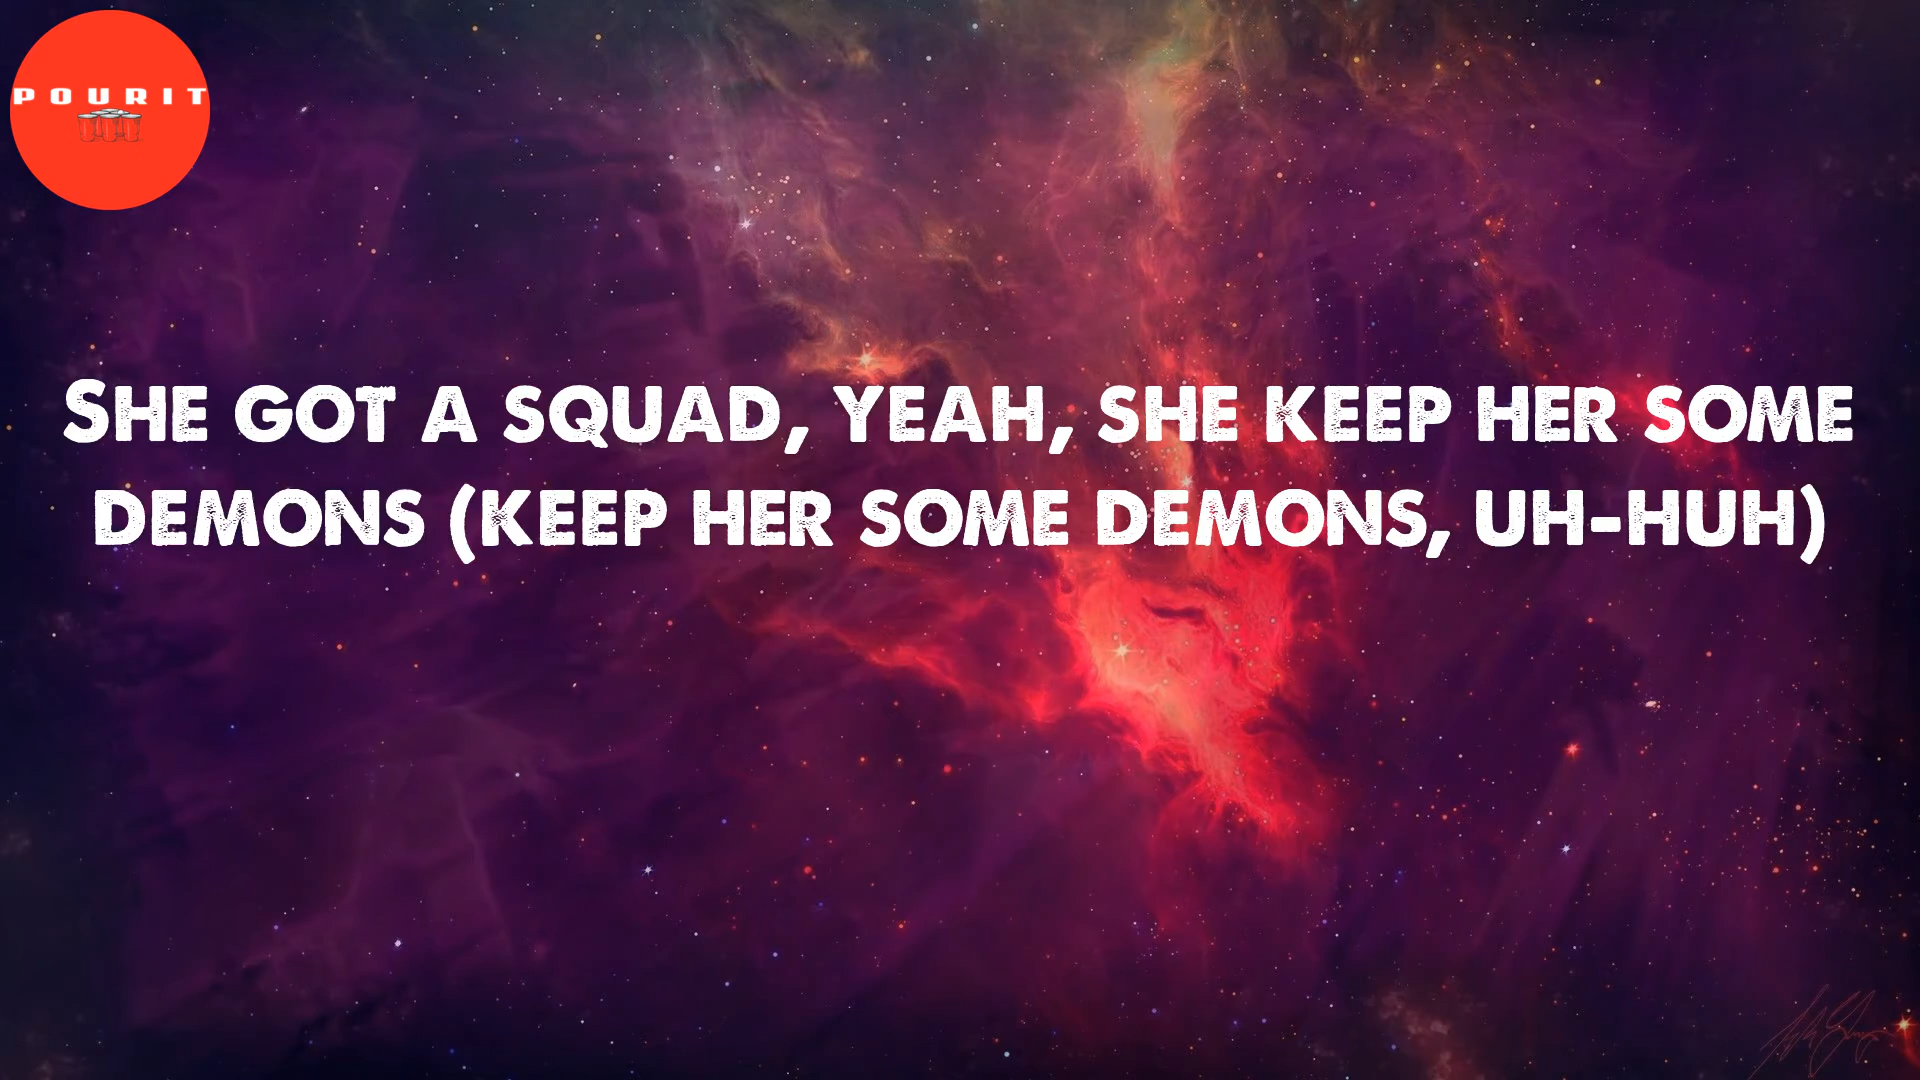 POURIT
She got a squad, yeah, she keep her some
demons (keep her some demons, uh-huh)